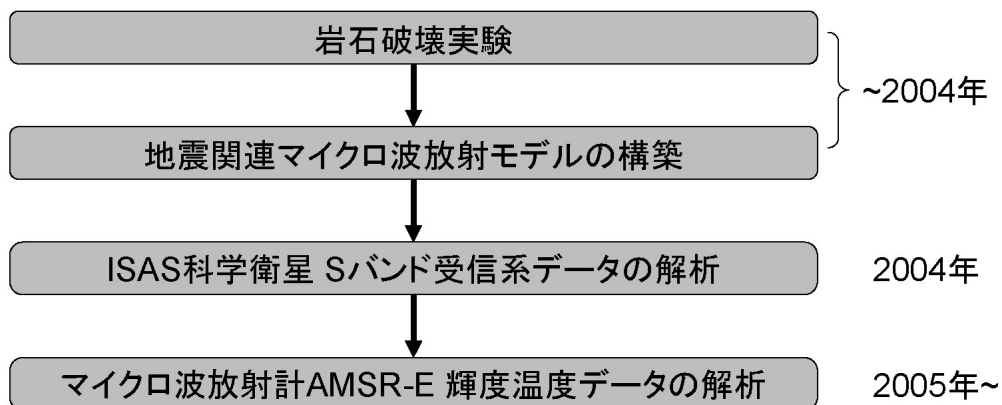 岩石破壊実験
~2004年
地震関連マイクロ波放射モデルの構築
ISAS科学衛星 Sバンド受信系データの解析
2004年
マイクロ波放射計AMSR-E 輝度温度データの解析
2005年~